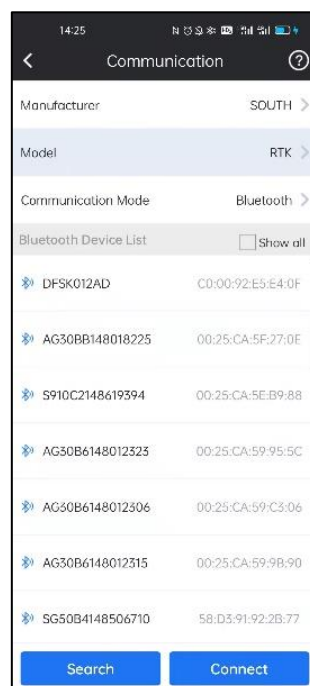 14:25
Communication
Manufacturer SOUTH
Model RTK
Communication Mode Bluetooth
Bluetooth Device List Show all
DFSK012AD C0:00:92:E5:E4:0F
AG30BB148018225 00:25:CA:5F:27:0E
S910C2148619394 00:25:CA:5E:B9:88
AG30B6148012323 00:25:CA:59:95:5C
AG30B6148012306 00:25:CA:59:C3:06
AG30B6148012315 00:25:CA:59:9B:90
SG50B4148506710 58:D3:91:92:2B:77
Search Connect